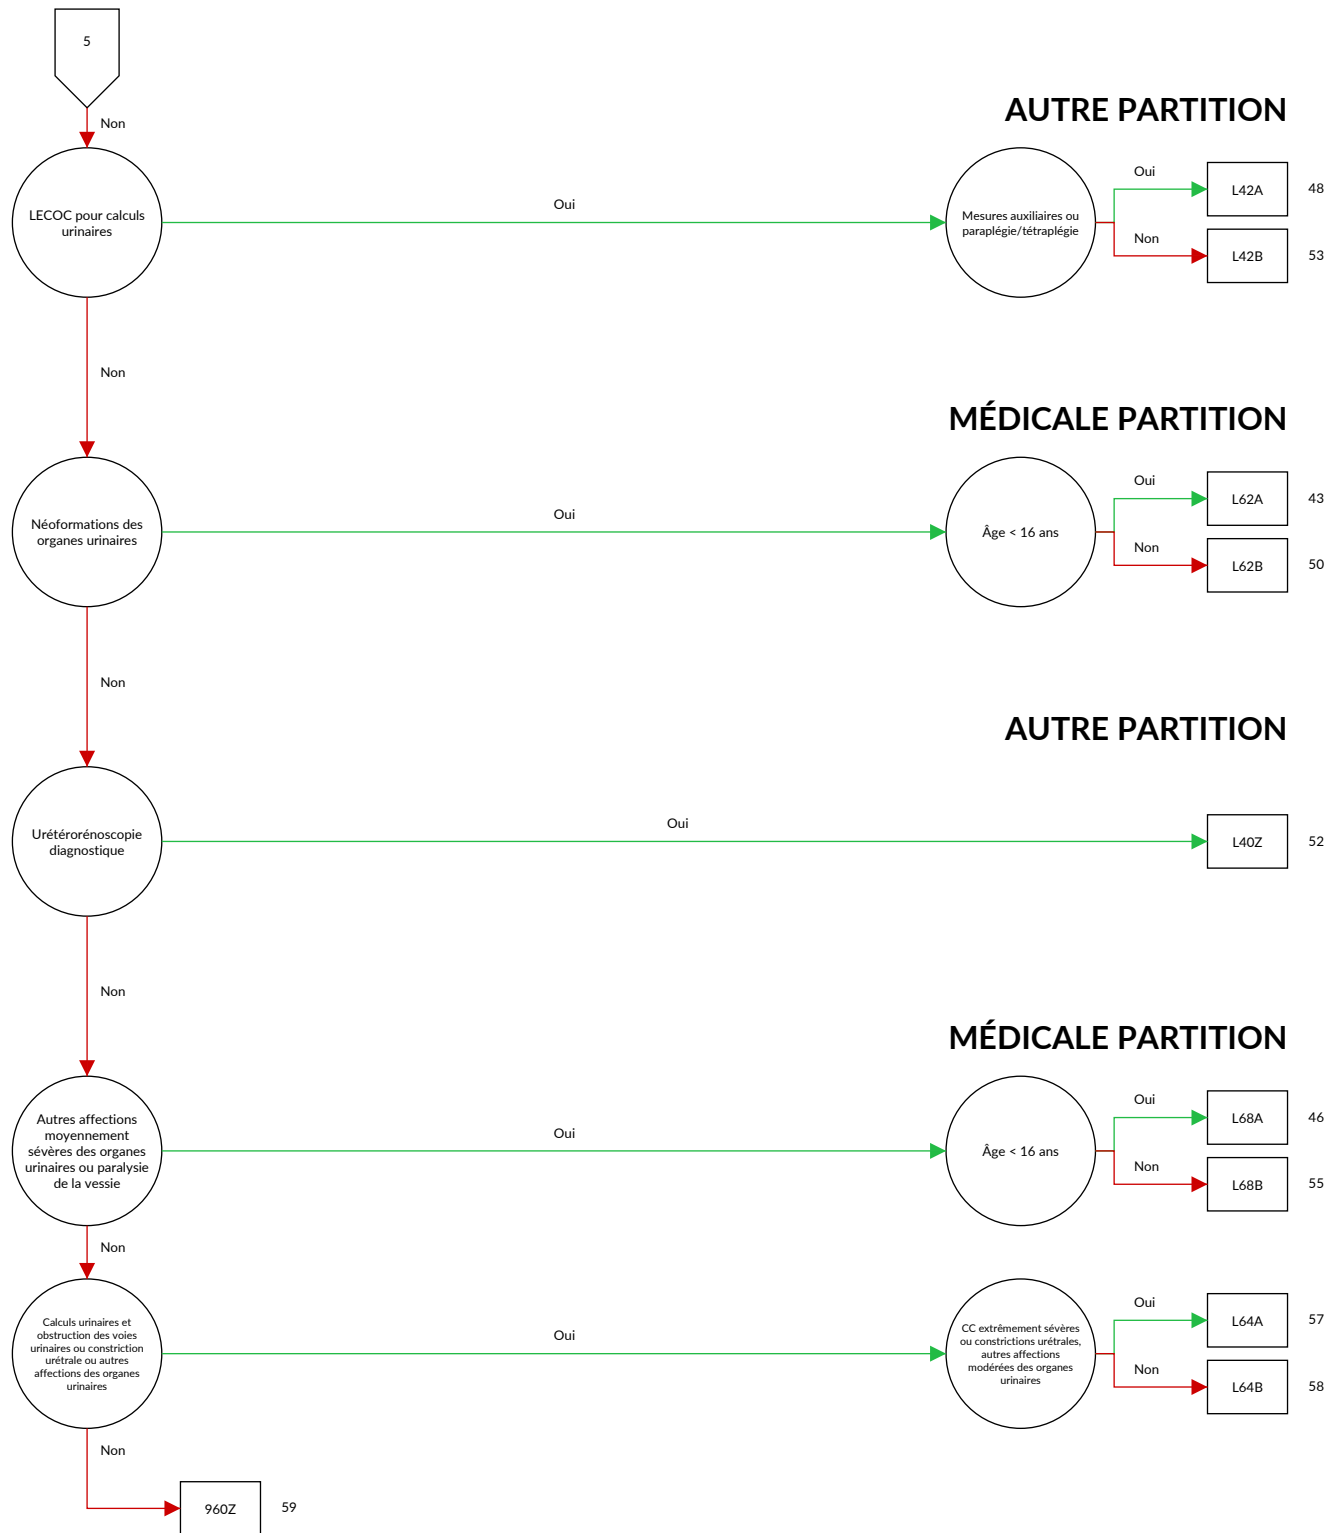 5
Non
AUTRE PARTITION
LECOC pour calculs
urinaires
Oui
Mesures auxiliaires ou
paraplégie/tétraplégie
Oui
L42A
48
Non
L42B
53
Non
MÉDICALE PARTITION
Néoformations des
organes urinaires
Oui
Âge < 16 ans
Oui
L62A
43
Non
L62B
50
Non
AUTRE PARTITION
Urétérorénoscopie
diagnostique
Oui
L40Z
52
Non
MÉDICALE PARTITION
Autres affections
moyennement
sévères des organes
urinaires ou paralysie
de la vessie
Oui
Âge < 16 ans
Oui
L68A
46
Non
L68B
55
Non
Calculs urinaires et
obstruction des voies
urinaires ou constriction
urétrale ou autres
affections des organes
urinaires
Oui
CC extrêmement sévères
ou constrictions urétrales,
autres affections
modérées des organes
urinaires
Oui
L64A
57
Non
L64B
58
Non
960Z
59